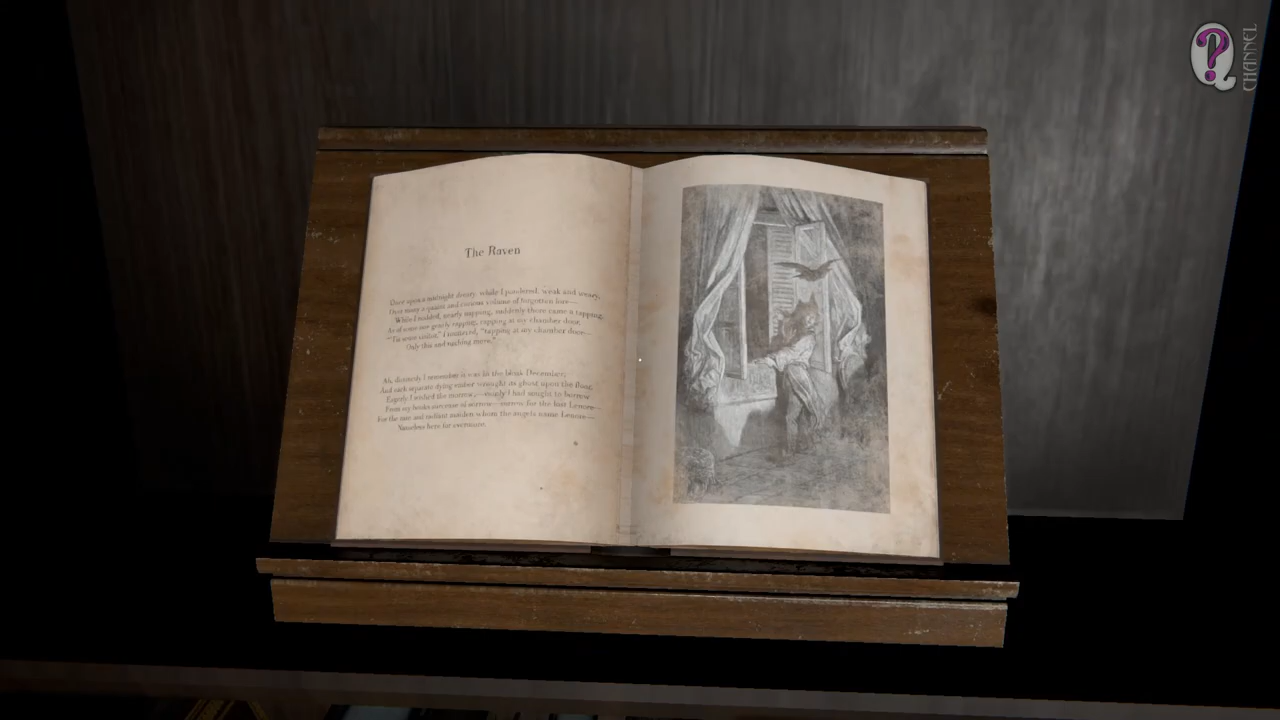 The Raven
Once upon a midnight dreary, while I pondered, weak and weary,
Over many a quaint and curious volume of forgotten lore—
While I nodded, nearly napping, suddenly there came a tapping,
As of some one gently rapping, rapping at my chamber door.
"'Tis some visitor," I muttered, "tapping at my chamber door—
Only this and nothing more."
Ah, distinctly I remember it was in the bleak December;
And each separate dying ember wrought its ghost upon the floor.
Eagerly I wished the morrow;—vainly I had sought to borrow
From my books surcease of sorrow—sorrow for the lost Lenore—
For the rare and radiant maiden whom the angels name Lenore—
Nameless here for evermore.
Q CHANNEL